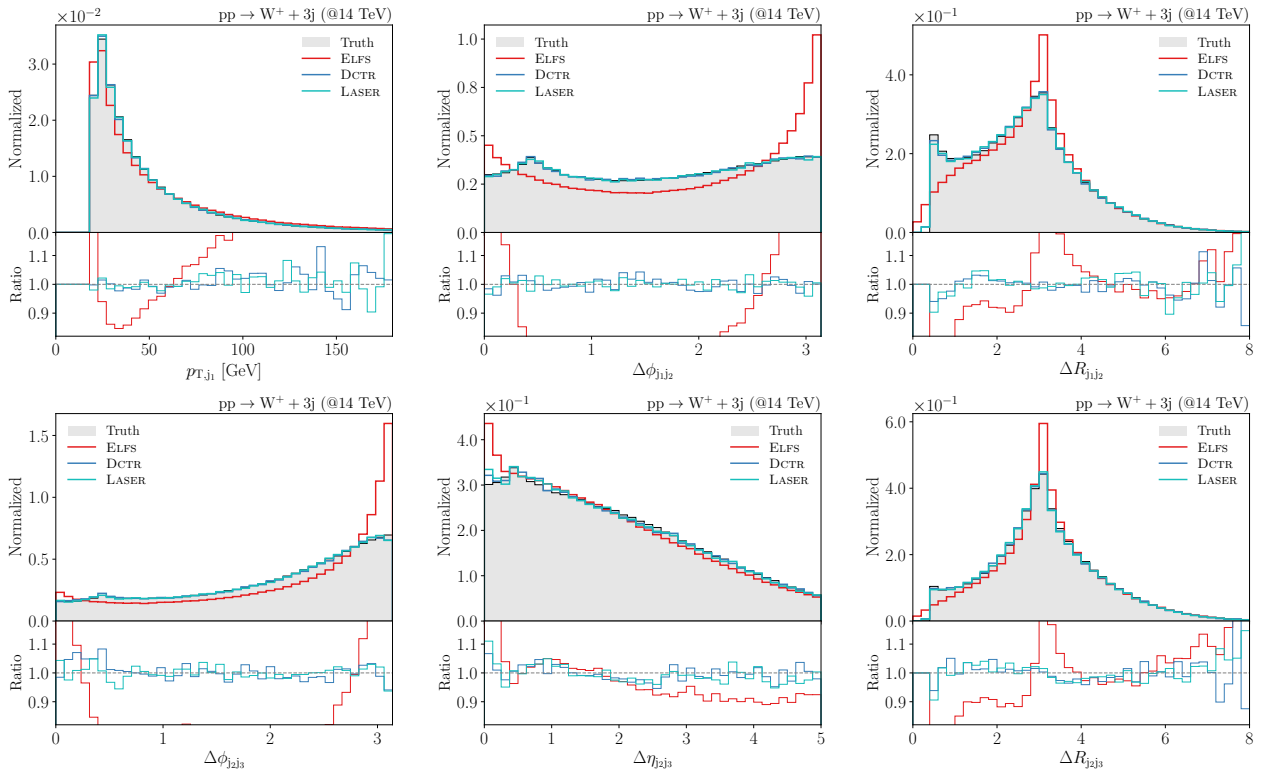 ×10⁻² pp → W⁺ + 3j (@14 TeV)
Normalized
3.0
2.0
1.0
0.0
Truth
ELFS
DCTR
LASER
Ratio
1.1
1.0
0.9
0 50 100 150
p_T,j₁ [GeV]
pp → W⁺ + 3j (@14 TeV)
Normalized
1.0
0.8
0.5
0.2
0.0
Truth
ELFS
DCTR
LASER
Ratio
1.1
1.0
0.9
0 1 2 3
Δϕ_j₁j₂
×10⁻¹ pp → W⁺ + 3j (@14 TeV)
Normalized
4.0
2.0
0.0
Truth
ELFS
DCTR
LASER
Ratio
1.1
1.0
0.9
0 2 4 6 8
ΔR_j₁j₂
pp → W⁺ + 3j (@14 TeV)
Normalized
1.5
1.0
0.5
0.0
Truth
ELFS
DCTR
LASER
Ratio
1.1
1.0
0.9
0 1 2 3
Δϕ_j₂j₃
×10⁻¹ pp → W⁺ + 3j (@14 TeV)
Normalized
4.0
3.0
2.0
1.0
0.0
Truth
ELFS
DCTR
LASER
Ratio
1.1
1.0
0.9
0 1 2 3 4 5
Δη_j₂j₃
×10⁻¹ pp → W⁺ + 3j (@14 TeV)
Normalized
6.0
4.0
2.0
0.0
Truth
ELFS
DCTR
LASER
Ratio
1.1
1.0
0.9
0 2 4 6 8
ΔR_j₂j₃